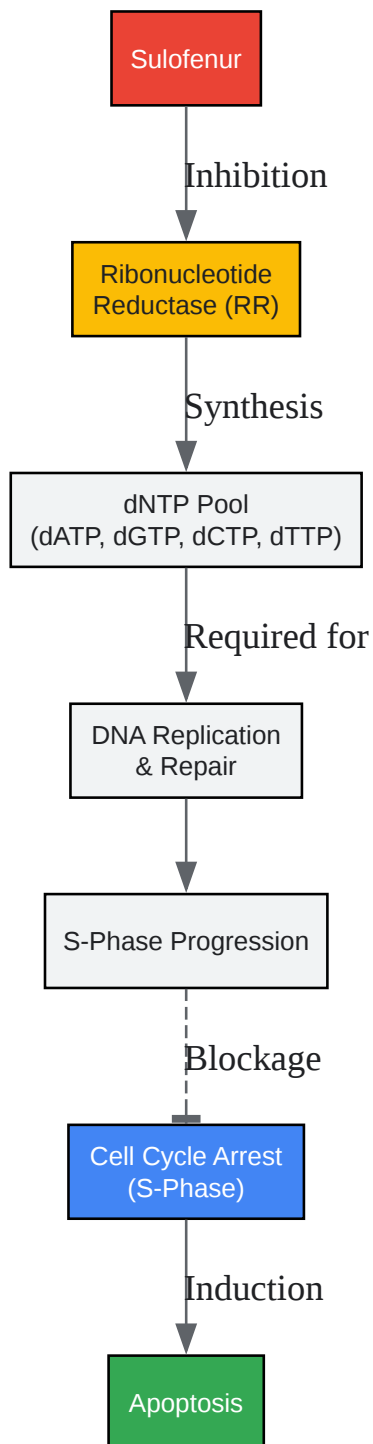 Sulofenur
Inhibition
Ribonucleotide
Reductase (RR)
Synthesis
dNTP Pool
(dATP, dGTP, dCTP, dTTP)
Required for
DNA Replication
& Repair
S-Phase Progression
Blockage
Cell Cycle Arrest
(S-Phase)
Induction
Apoptosis